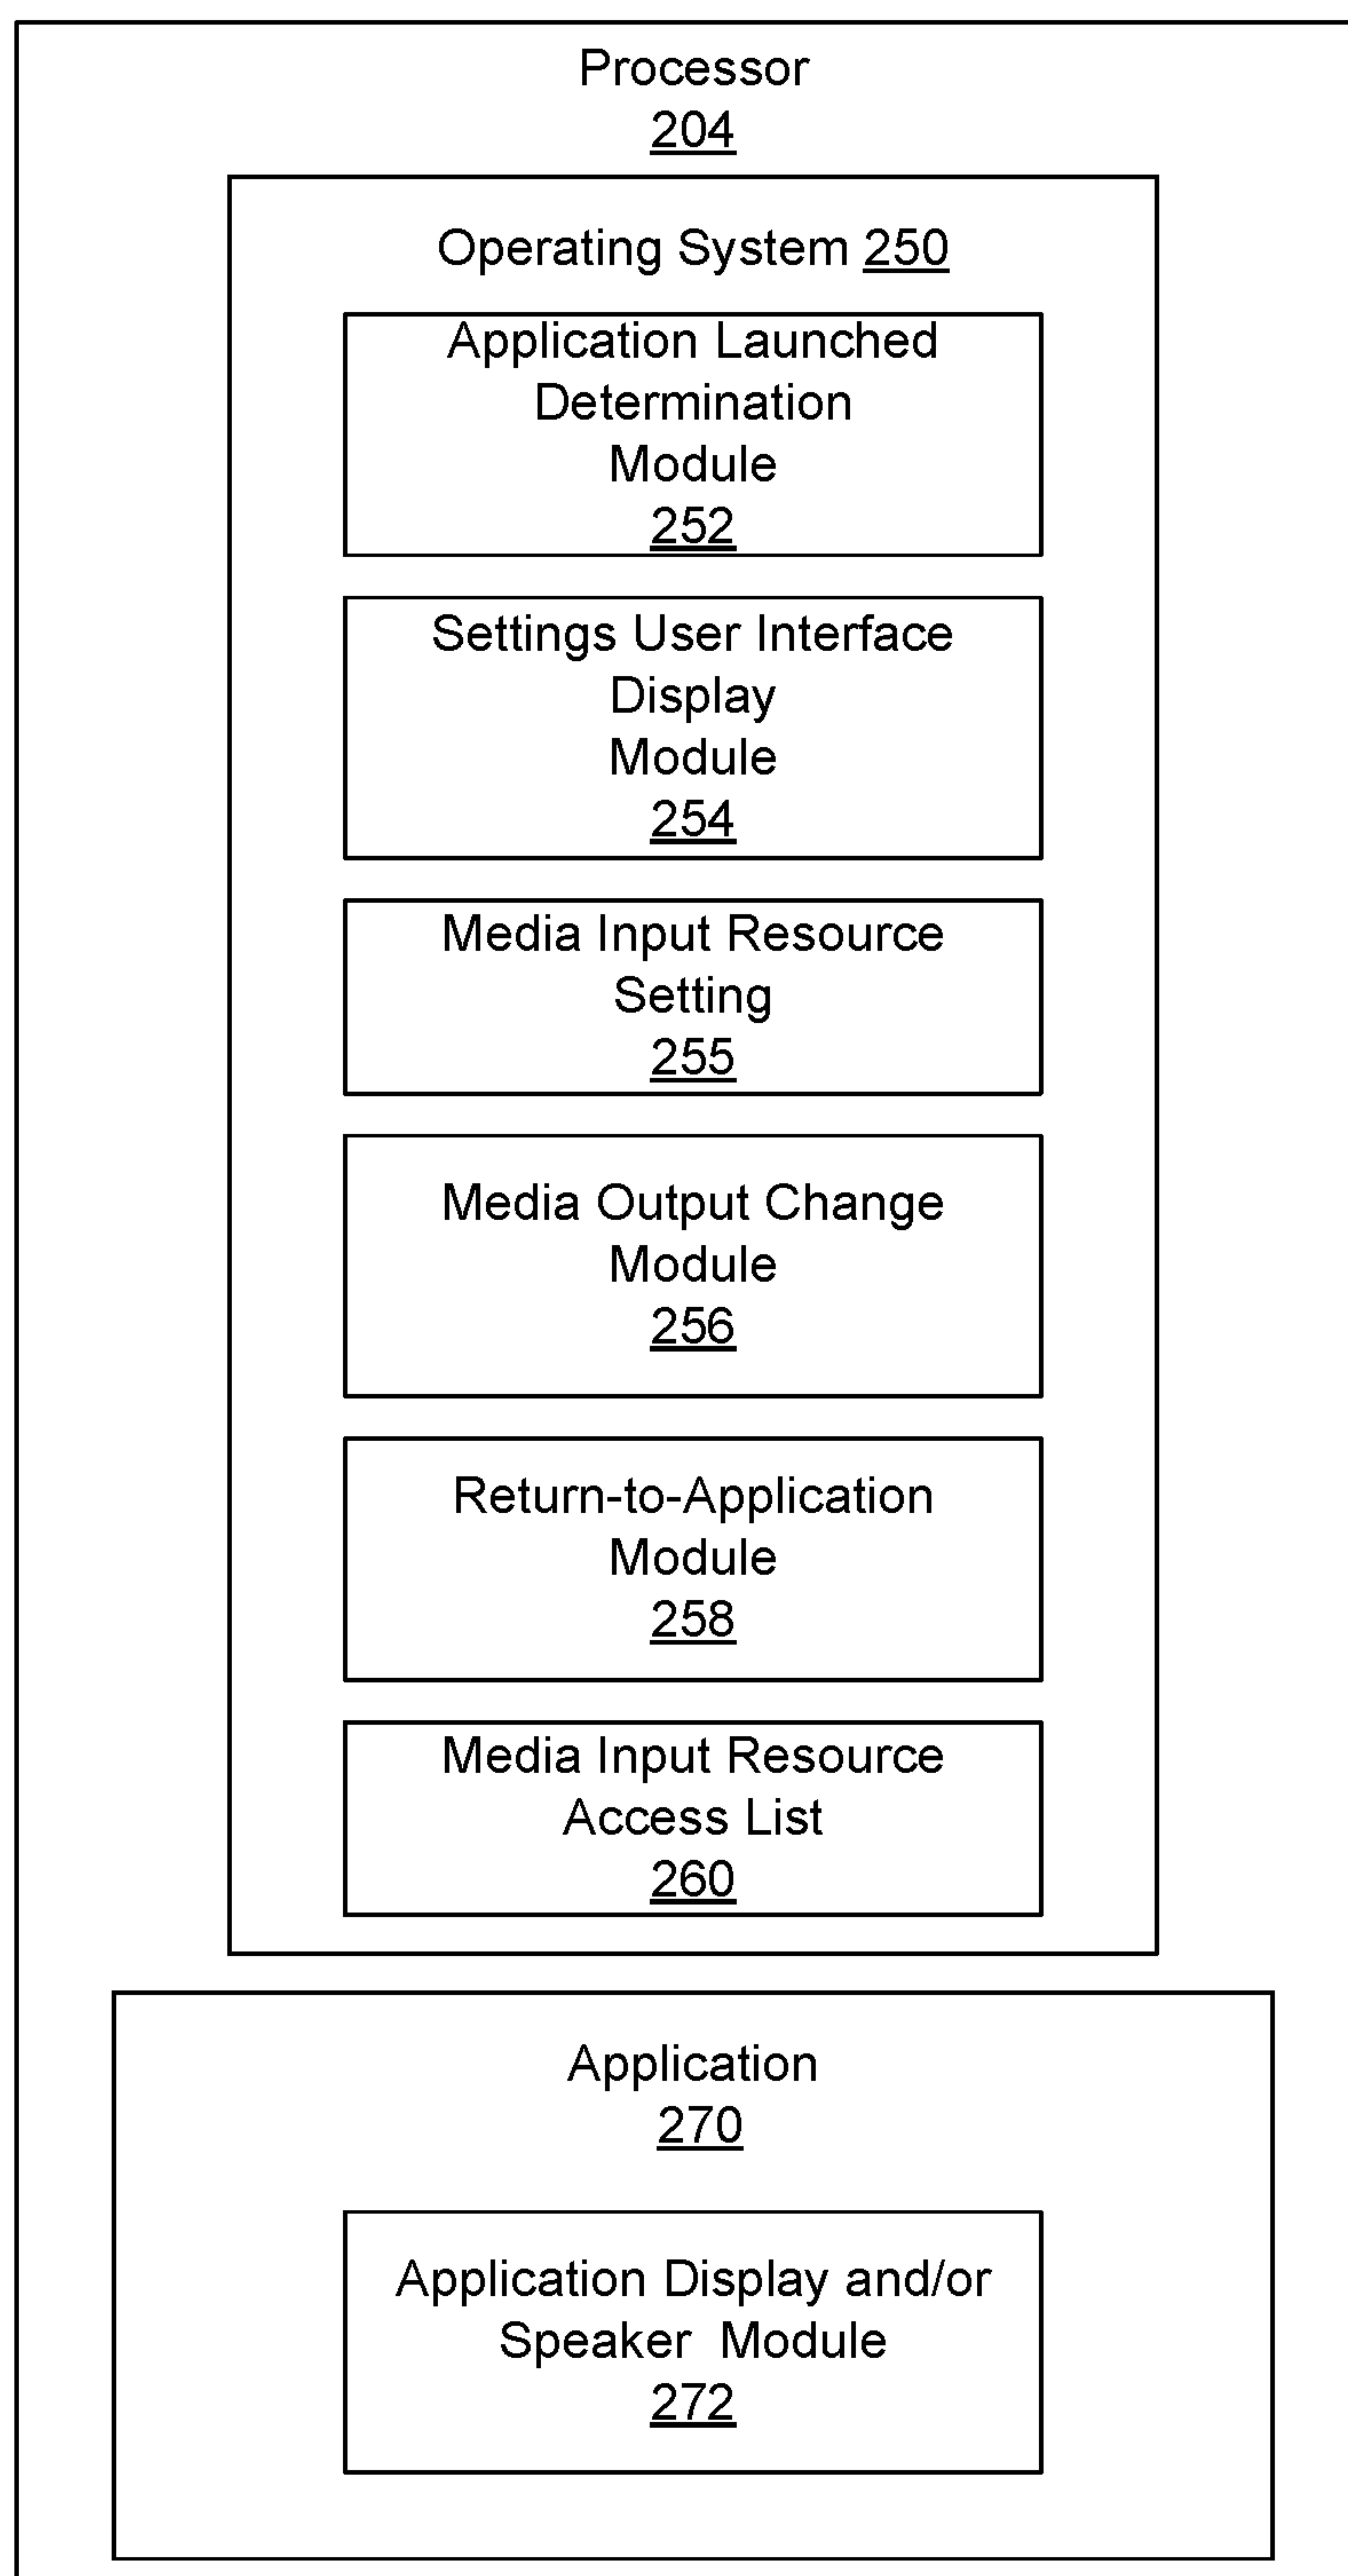 Processor
204
Operating System 250
Application Launched
Determination
Module
252
Settings User Interface
Display
Module
254
Media Input Resource
Setting
255
Media Output Change
Module
256
Return-to-Application
Module
258
Media Input Resource
Access List
260
Application
270
Application Display and/or
Speaker Module
272